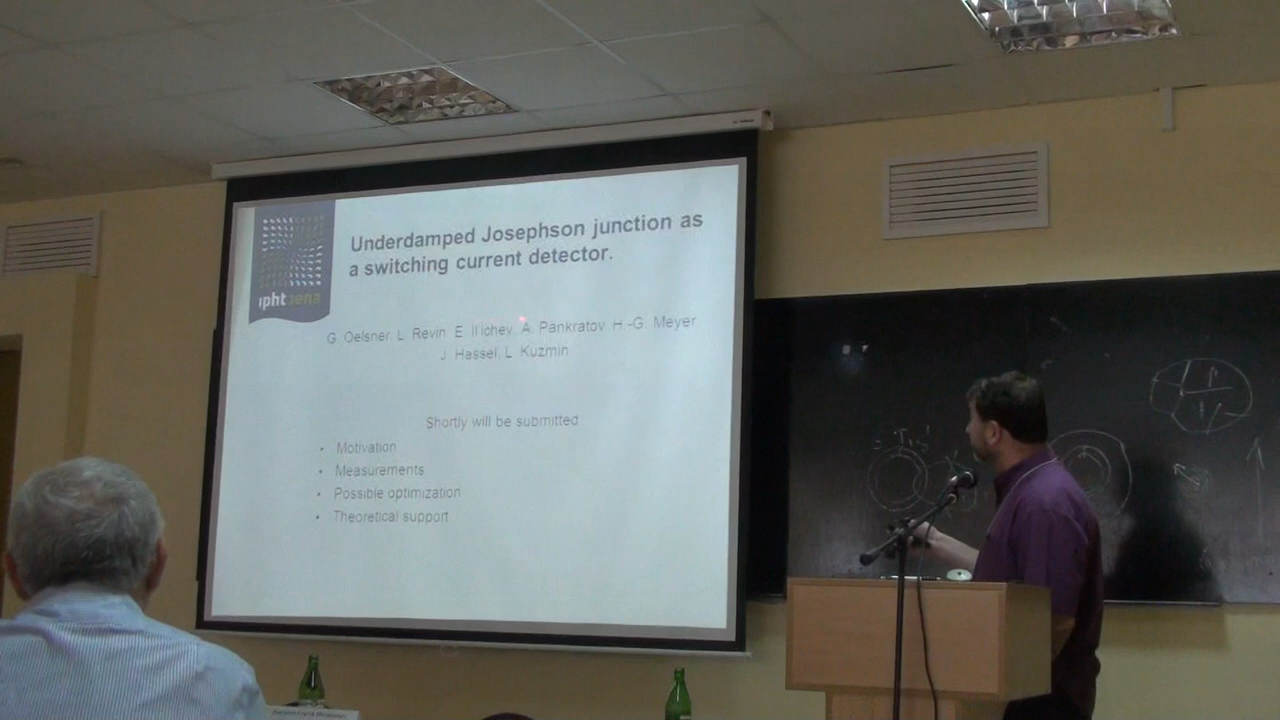 Underdamped Josephson junction as
a switching current detector.
ipht jena
G. Oelsner, L. Revin, E. Il'ichev, A. Pankratov, H.-G. Meyer
J. Hassel, L. Kuzmin
Shortly will be submitted
• Motivation
• Measurements
• Possible optimization
• Theoretical support